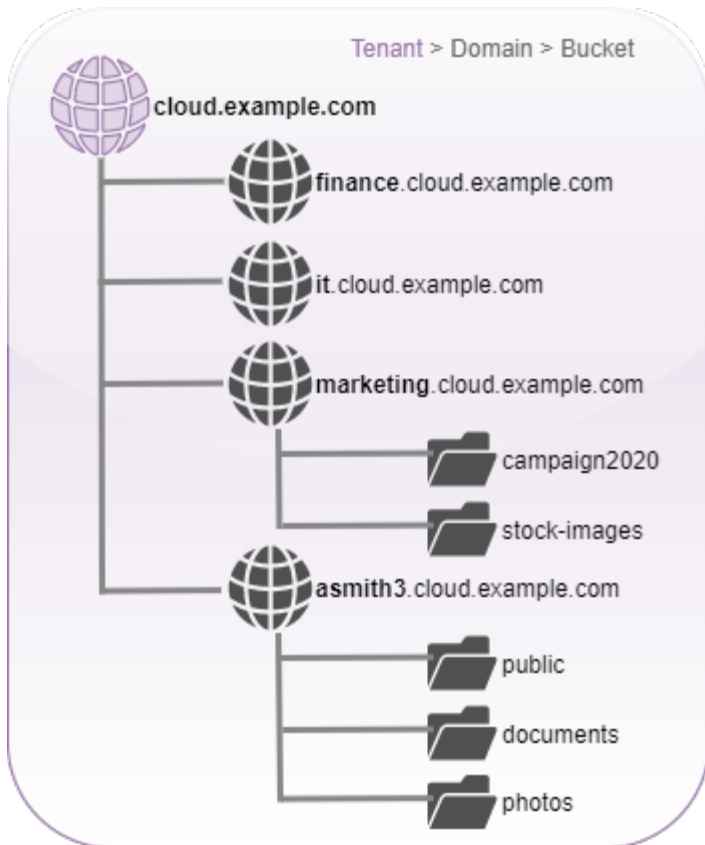 Tenant > Domain > Bucket
cloud.example.com
finance.cloud.example.com
it.cloud.example.com
marketing.cloud.example.com
campaign2020
stock-images
asmith3.cloud.example.com
public
documents
photos